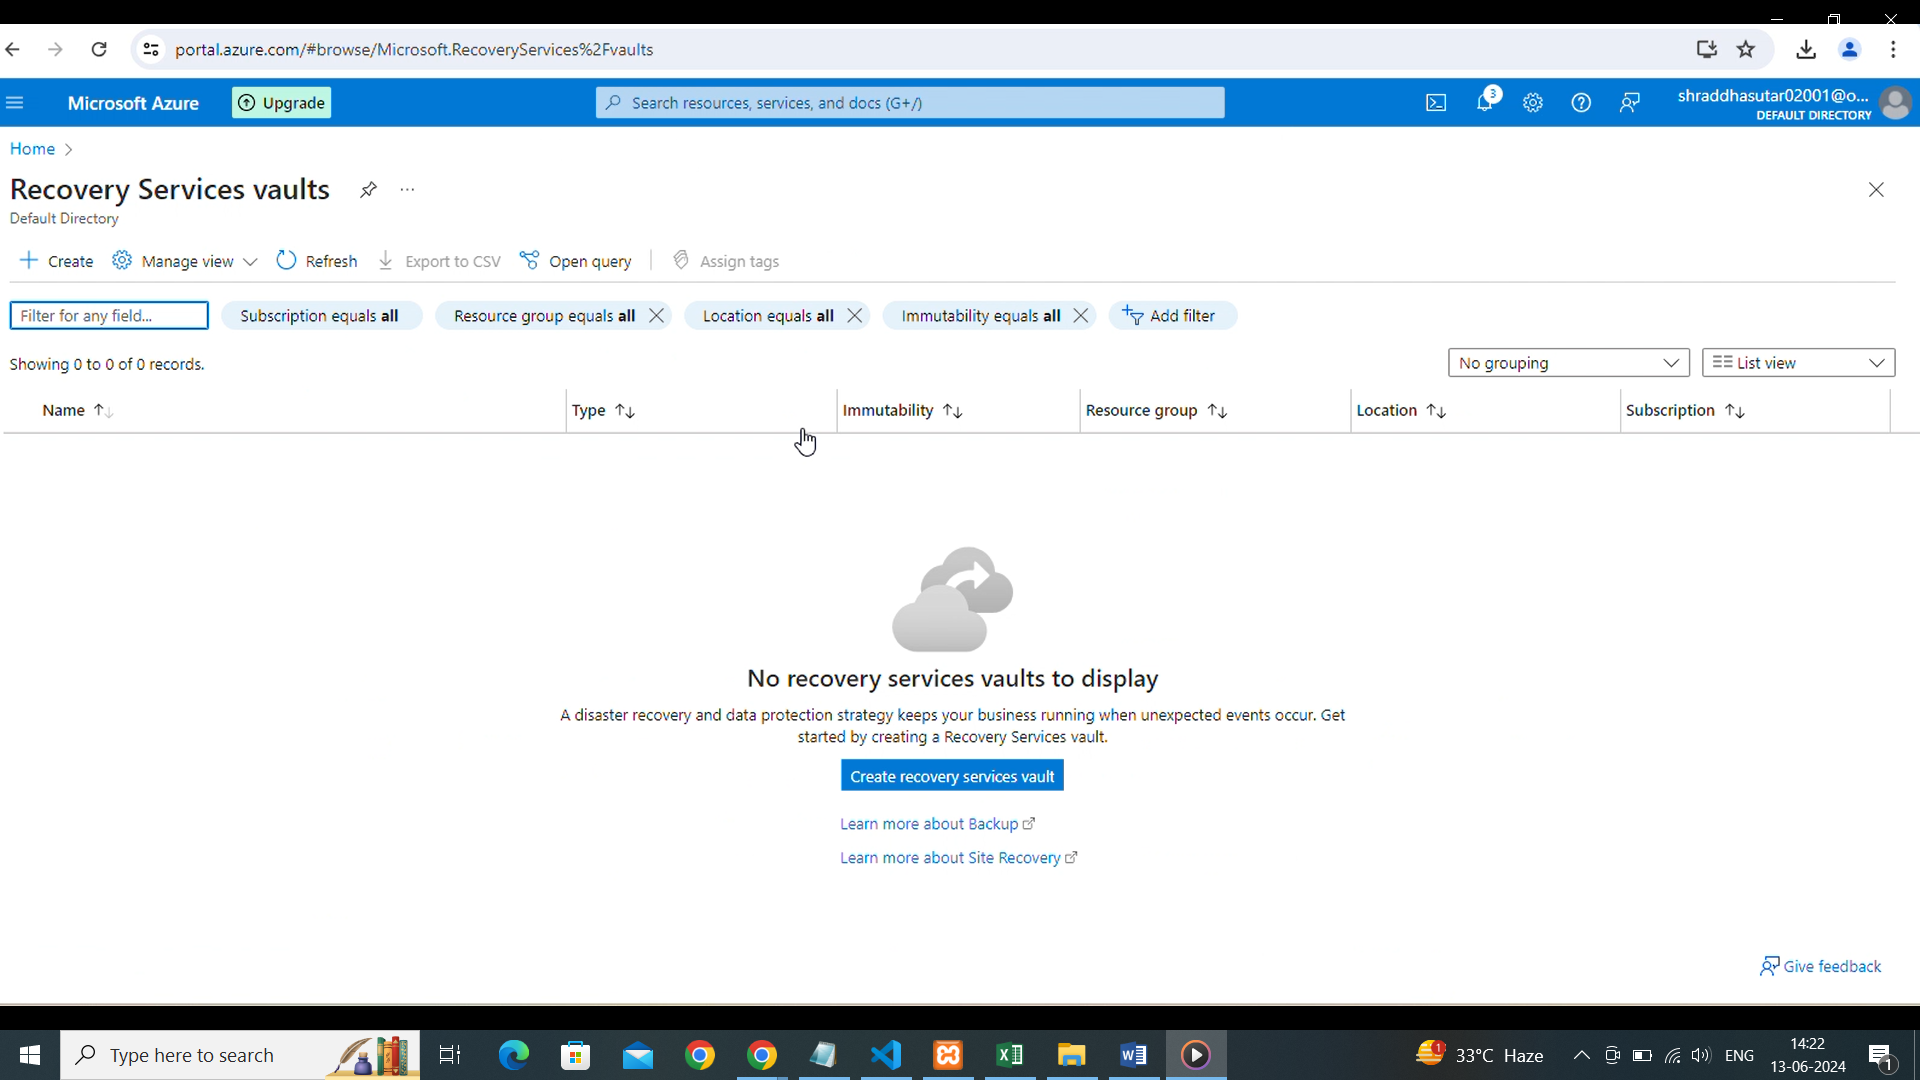 portal.azure.com/#browse/Microsoft.RecoveryServices%2Fvaults
Microsoft Azure
Upgrade
Search resources, services, and docs (G+/)
3
shraddhasutar02001@o...
DEFAULT DIRECTORY
Home
Recovery Services vaults
Default Directory
Create
Manage view
Refresh
Export to CSV
Open query
Assign tags
Filter for any field...
Subscription equals all
Resource group equals all
Location equals all
Immutability equals all
Add filter
Showing 0 to 0 of 0 records.
No grouping
List view
Name
Type
Immutability
Resource group
Location
Subscription
No recovery services vaults to display
A disaster recovery and data protection strategy keeps your business running when unexpected events occur. Get
started by creating a Recovery Services vault.
Create recovery services vault
Learn more about Backup
Learn more about Site Recovery
Give feedback
Type here to search
1
33°C Haze
ENG
14:22
13-06-2024
1